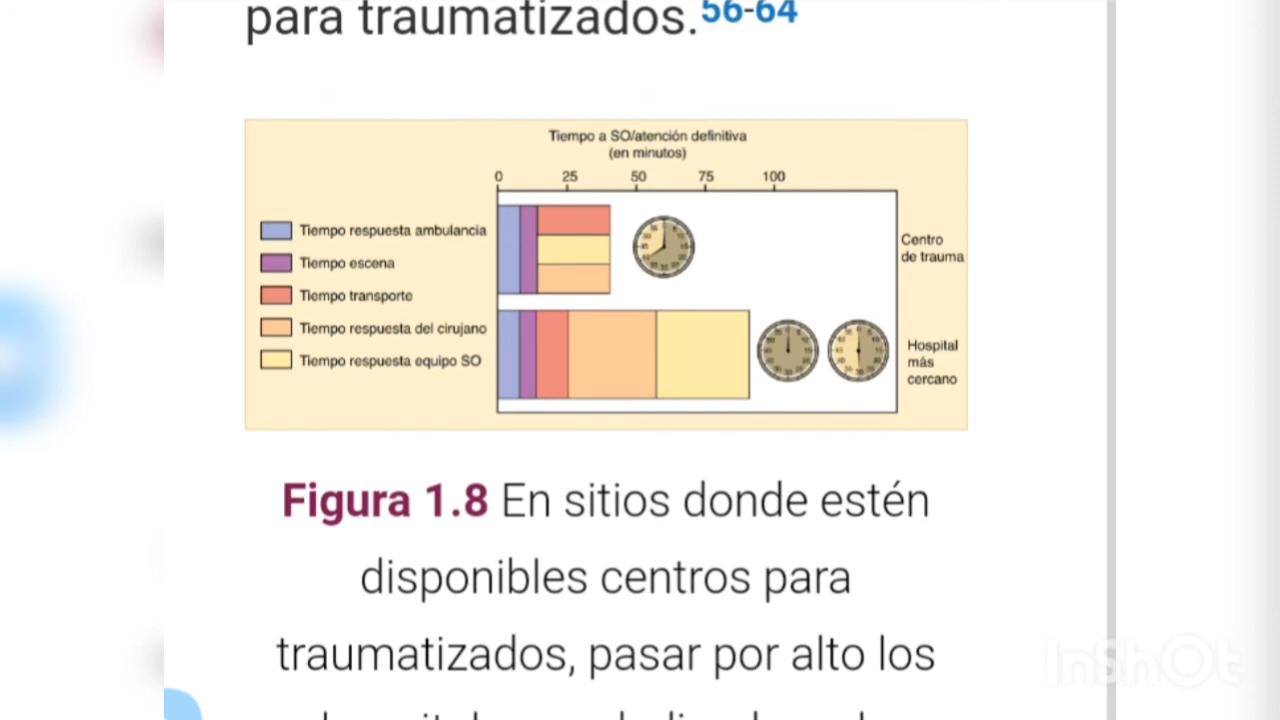 para traumatizados.56-64
Tiempo a SO/atención definitiva
(en minutos)
0 25 50 75 100
Tiempo respuesta ambulancia
Tiempo escena
Tiempo transporte
Tiempo respuesta del cirujano
Tiempo respuesta equipo SO
Centro
de trauma
Hospital
más
cercano
Figura 1.8 En sitios donde estén
disponibles centros para
traumatizados, pasar por alto los
InShOt